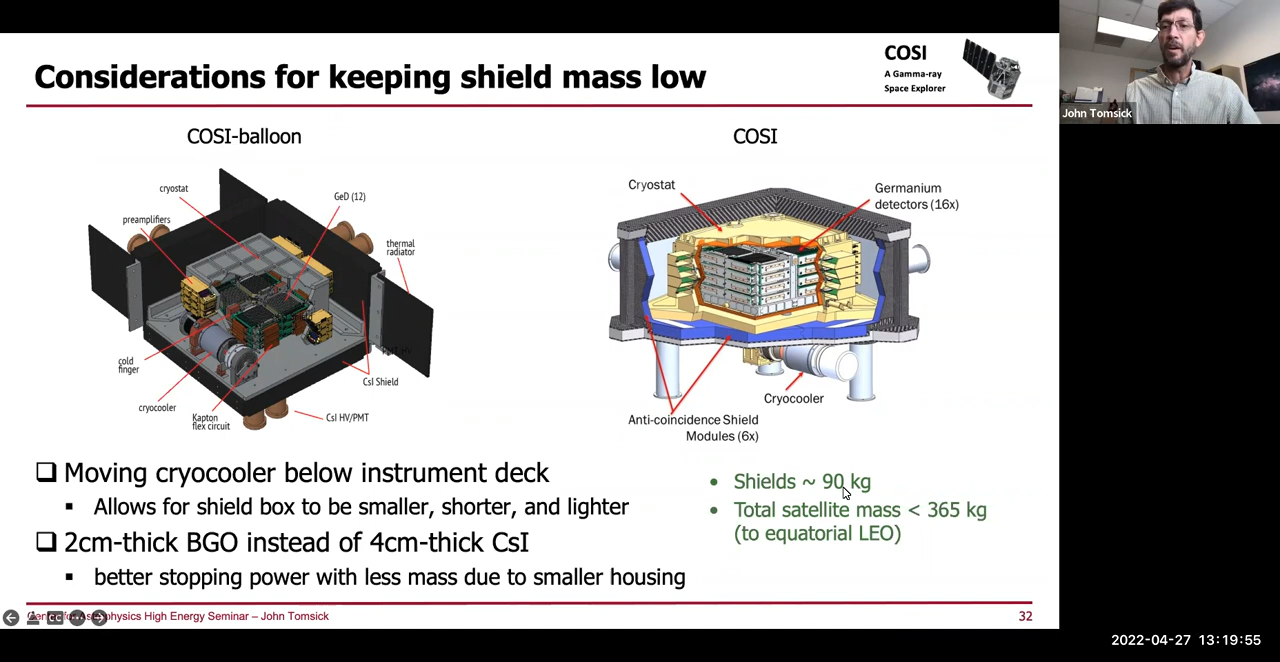 COSI
A Gamma-ray
Space Explorer
Considerations for keeping shield mass low
John Tomsick
COSI-balloon
cryostat
GeD (12)
preamplifiers
thermal
radiator
cold
finger
cryocooler
Kapton
flex circuit
CsI Shield
CsI HV/PMT
COSI
Cryostat
Germanium
detectors (16x)
Cryocooler
Anti-coincidence Shield
Modules (6x)
❑ Moving cryocooler below instrument deck
▪ Allows for shield box to be smaller, shorter, and lighter
❑ 2cm-thick BGO instead of 4cm-thick CsI
▪ better stopping power with less mass due to smaller housing
• Shields ~ 90 kg
• Total satellite mass < 365 kg
(to equatorial LEO)
Center for Astrophysics High Energy Seminar – John Tomsick
32
2022-04-27 13:19:55